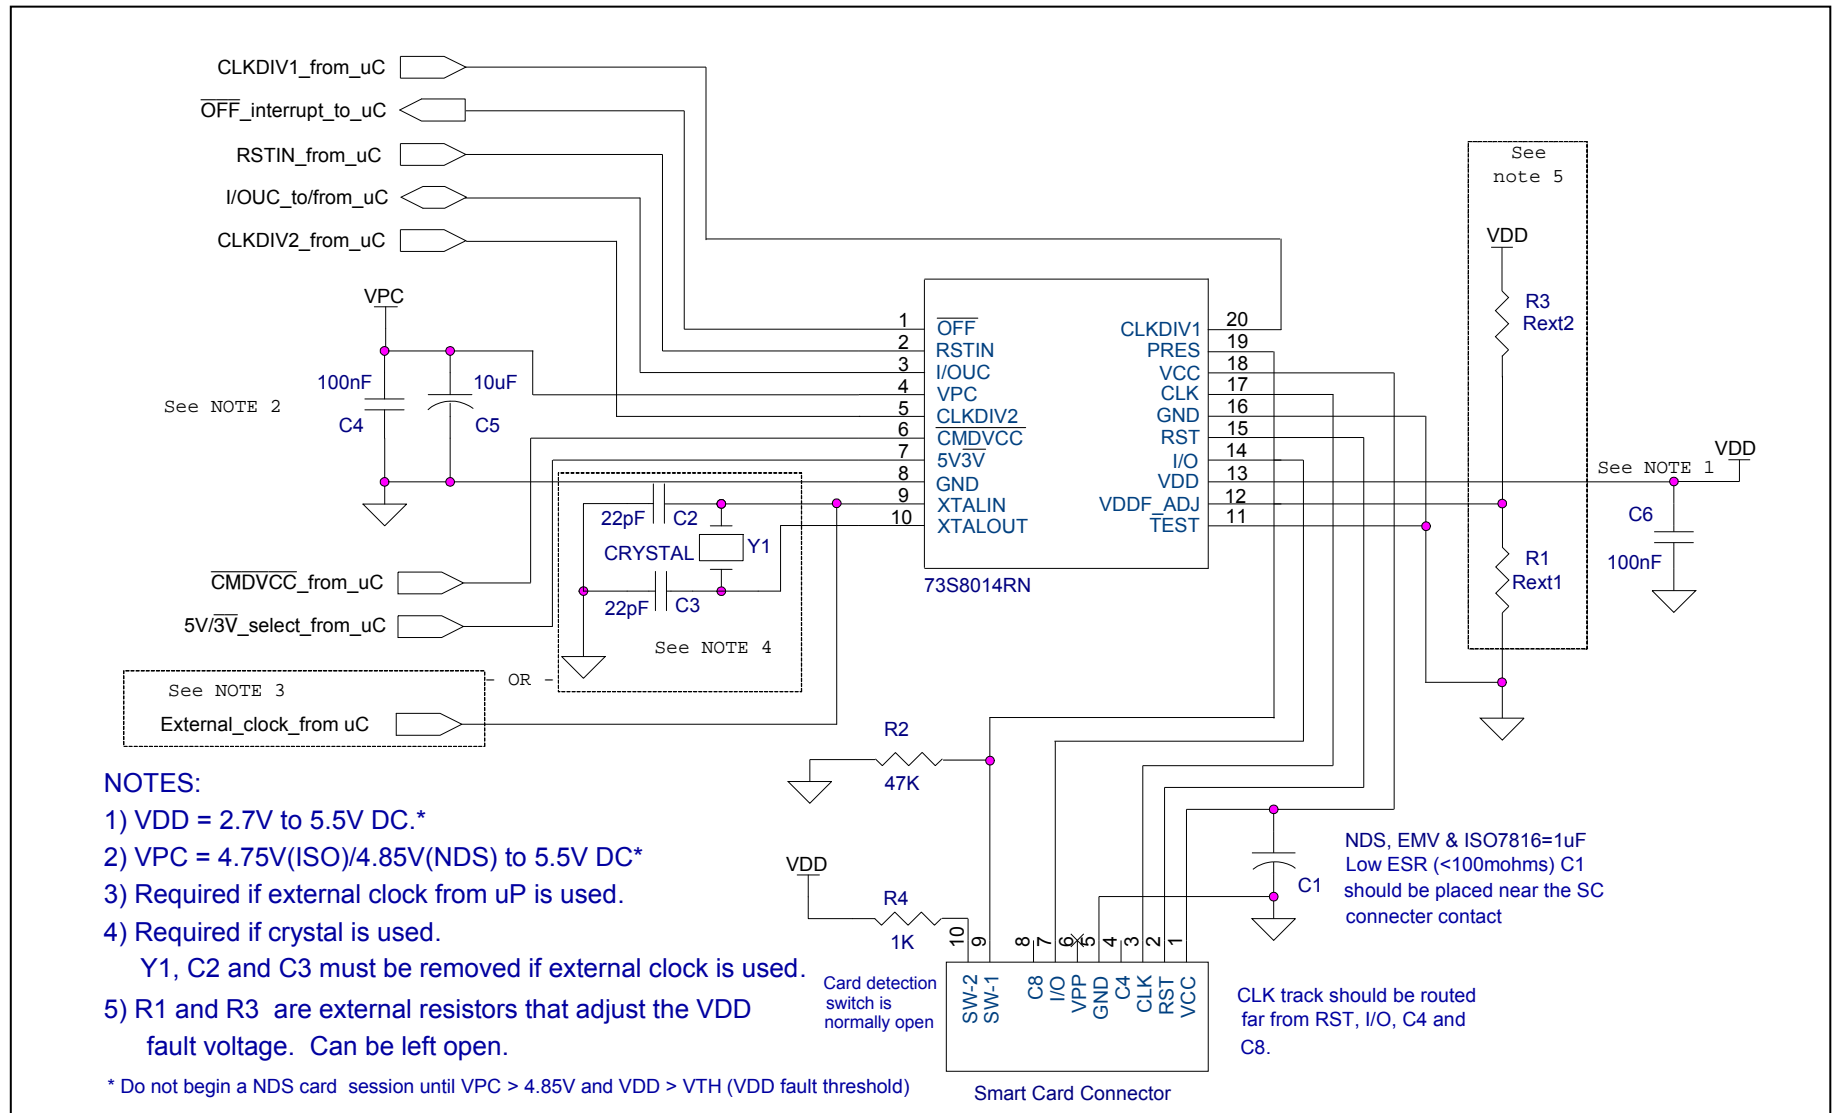 CLKDIV1_from_uC
OFF_interrupt_to_uC
RSTIN_from_uC
I/OUC_to/from_uC
CLKDIV2_from_uC
VPC
100nF
10uF
C4
C5
See NOTE 2
1
2
3
4
5
6
7
8
9
10
OFF
RSTIN
I/OUC
VPC
CLKDIV2
CMDVCC
5V3V
GND
XTALIN
XTALOUT
CLKDIV1
PRES
VCC
CLK
GND
RST
I/O
VDD
VDDF_ADJ
TEST
20
19
18
17
16
15
14
13
12
11
73S8014RN
See
note 5
VDD
R3
Rext2
R1
Rext1
See NOTE 1
VDD
C6
100nF
22pF
C2
CRYSTAL
Y1
22pF
C3
See NOTE 4
CMDVCC_from_uC
5V/3V_select_from_uC
- OR -
See NOTE 3
External_clock_from uC
R2
47K
VDD
R4
1K
C1
NDS, EMV & ISO7816=1uF
Low ESR (<100mohms) C1
should be placed near the SC
connecter contact
10
9
8
7
6
5
4
3
2
1
SW-2
SW-1
C8
I/O
VPP
GND
C4
CLK
RST
VCC
Card detection
switch is
normally open
CLK track should be routed
far from RST, I/O, C4 and
C8.
Smart Card Connector
NOTES:
1) VDD = 2.7V to 5.5V DC.*
2) VPC = 4.75V(ISO)/4.85V(NDS) to 5.5V DC*
3) Required if external clock from uP is used.
4) Required if crystal is used.
Y1, C2 and C3 must be removed if external clock is used.
5) R1 and R3 are external resistors that adjust the VDD
fault voltage. Can be left open.
* Do not begin a NDS card session until VPC > 4.85V and VDD > VTH (VDD fault threshold)